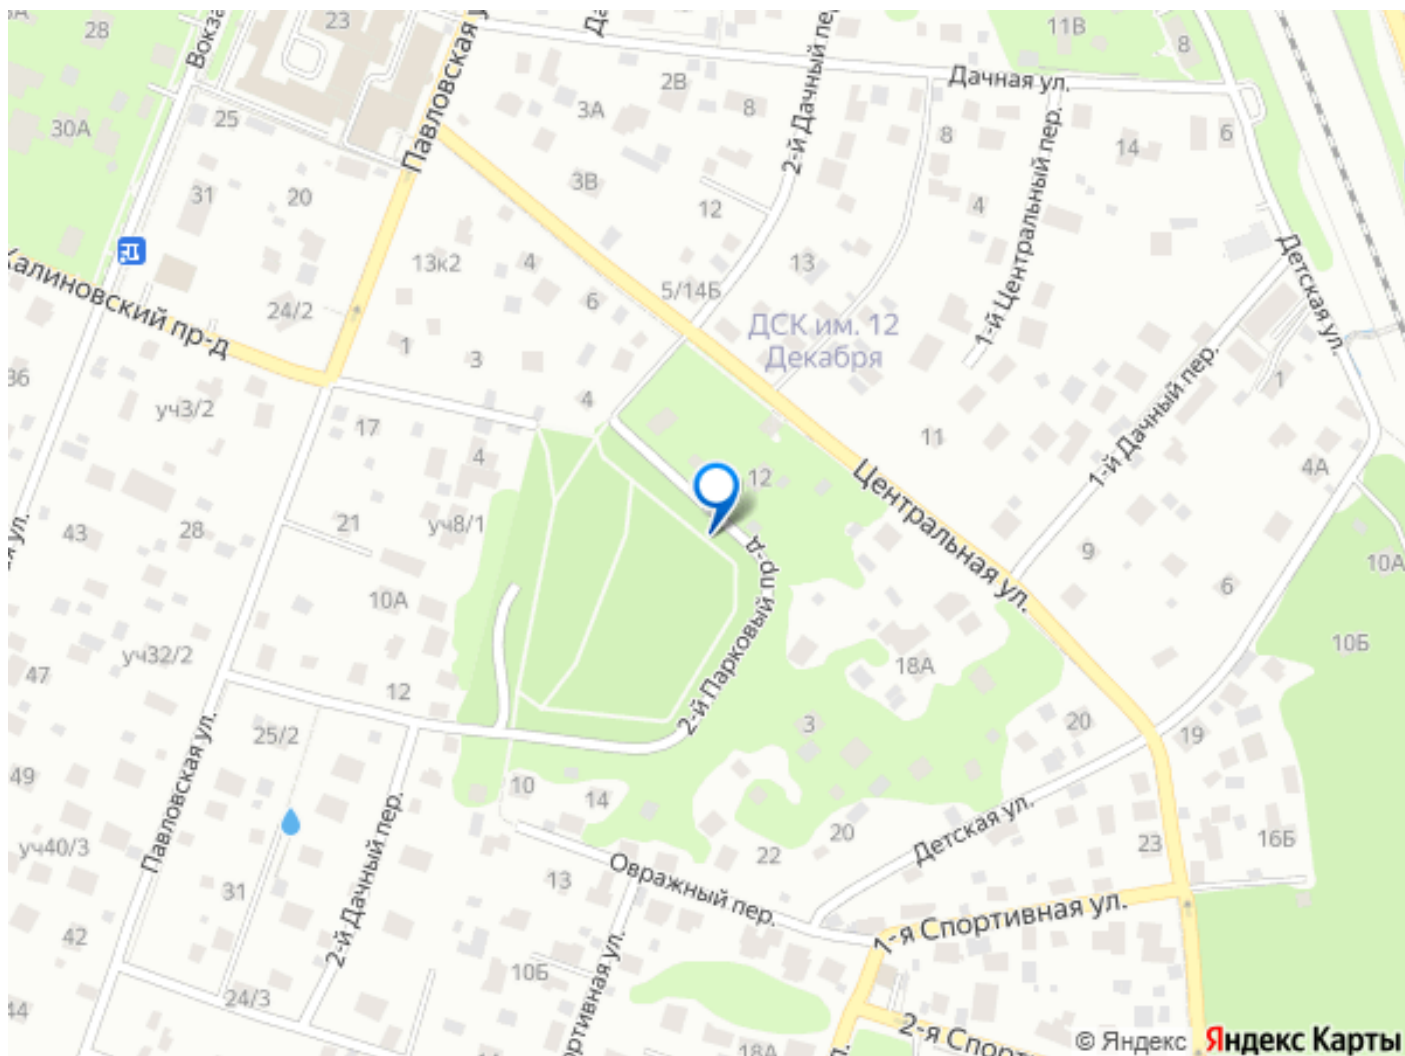 28
23
Вокза
Павловская у
30А
25
31
20
24/2
Калиновский пр-д
13к2
1
3
4
6
4
3А
3В
2В
8
12
2-й Дачный пе
5/14Б
13
ДСК им. 12
Декабря
Дачная ул.
11В
8
8
4
14
6
1-й Центральный пер.
Детская ул.
11
1
1-й Дачный пер.
4А
10А
9
6
10Б
36
уч3/2
17
4
43
28
21
уч8/1
10А
уч32/2
47
12
12
Центральная ул.
2-й Парковый пр-д
18А
3
20
19
25/2
49
уч40/3
Павловская ул.
31
2-й Дачный пер.
42
44
24/3
10
14
13
Овражный пер.
22
20
Детская ул.
23
16Б
1-я Спортивная ул.
10Б
ортивная ул.
18А
2-я Спорти
© Яндекс Яндекс Карты